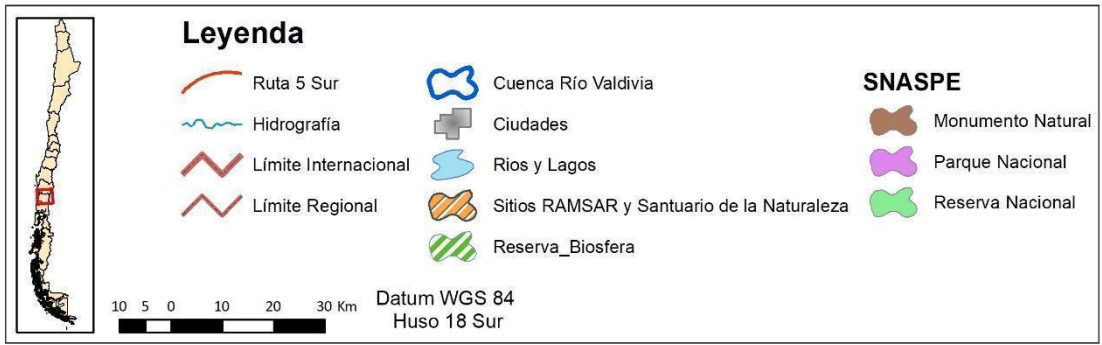 Leyenda
Ruta 5 Sur
Hidrografía
Límite Internacional
Límite Regional
Cuenca Río Valdivia
Ciudades
Rios y Lagos
Sitios RAMSAR y Santuario de la Naturaleza
Reserva_Biosfera
SNASPE
Monumento Natural
Parque Nacional
Reserva Nacional
10 5 0 10 20 30 Km
Datum WGS 84
Huso 18 Sur